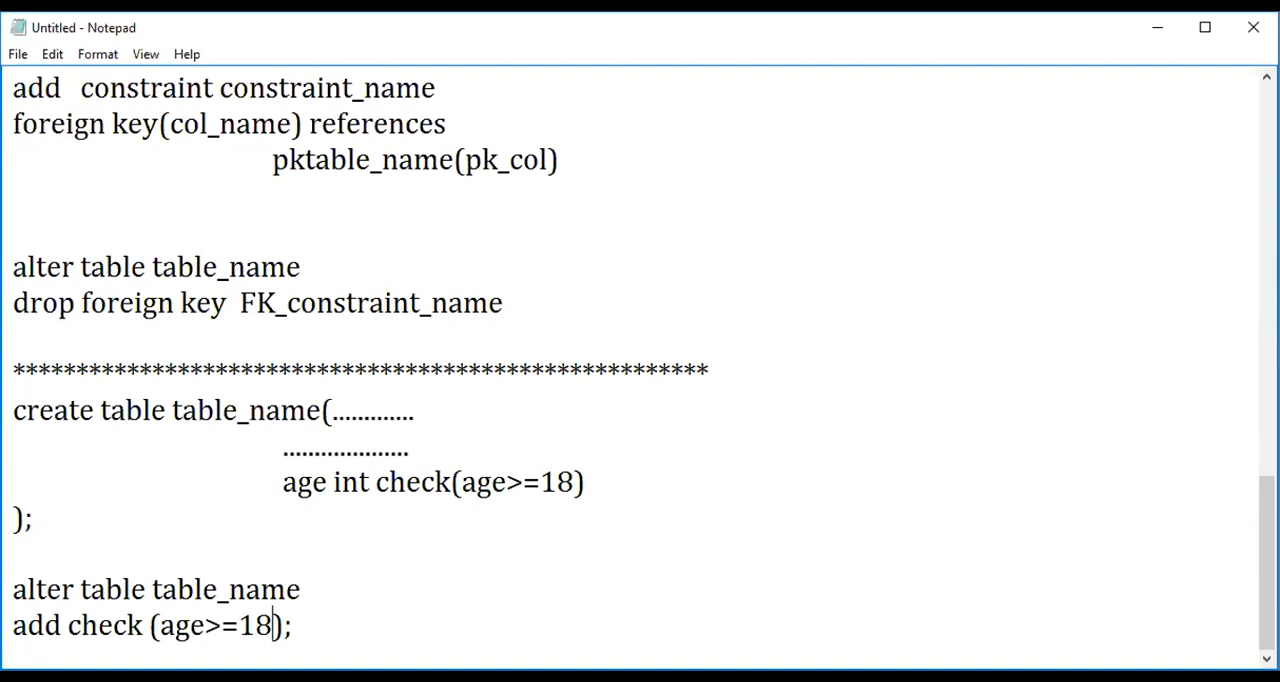 Untitled - Notepad
File Edit Format View Help
add constraint constraint_name
foreign key(col_name) references
pktable_name(pk_col)
alter table table_name
drop foreign key FK_constraint_name
*******************************************************
create table table_name(.............
....................
age int check(age>=18)
);
alter table table_name
add check (age>=18);